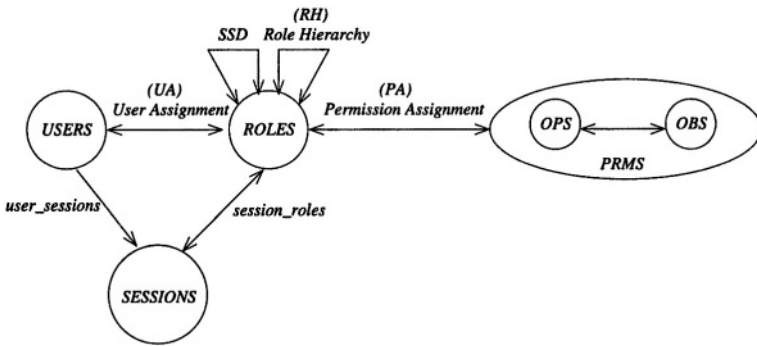 (RH)
SSD Role Hierarchy
(UA)
User Assignment
(PA)
Permission Assignment
USERS
ROLES
OPS
OBS
PRMS
user_sessions
session_roles
SESSIONS